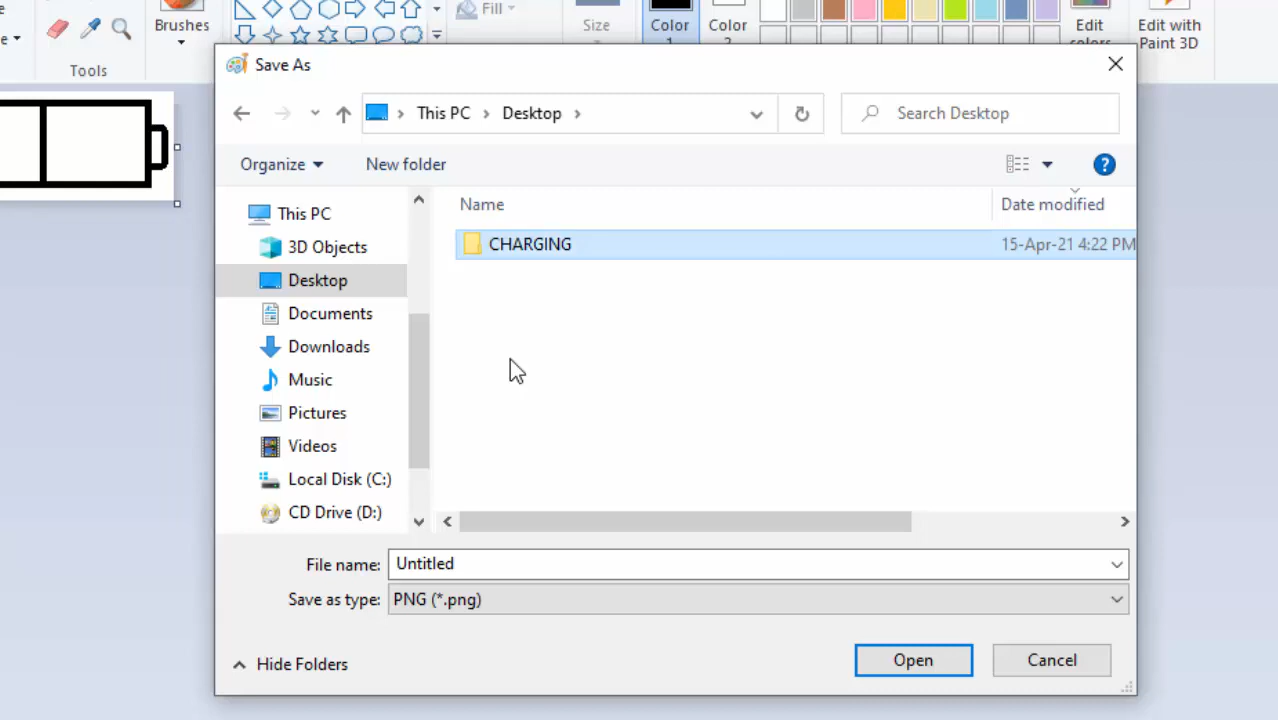 Brushes
Fill
Size
Color
1
Color
Edit
colors
Edit with
Paint 3D
Tools
Save As
This PC
Desktop
Search Desktop
Organize
New folder
Name
Date modified
This PC
3D Objects
Desktop
Documents
Downloads
Music
Pictures
Videos
Local Disk (C:)
CD Drive (D:)
CHARGING
15-Apr-21 4:22 PM
File name:
Untitled
Save as type:
PNG (*.png)
Hide Folders
Open
Cancel